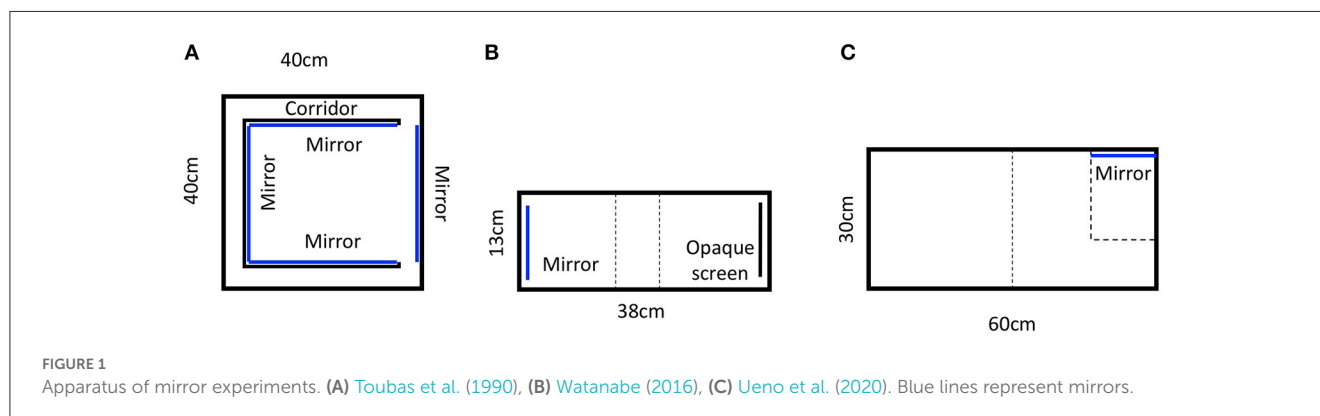 A
40cm
Corridor
Mirror
Mirror
Mirror
Mirror
40cm
B
13cm
Mirror
Opaque
screen
38cm
C
30cm
Mirror
60cm
FIGURE 1
Apparatus of mirror experiments. (A) Toubas et al. (1990), (B) Watanabe (2016), (C) Ueno et al. (2020). Blue lines represent mirrors.